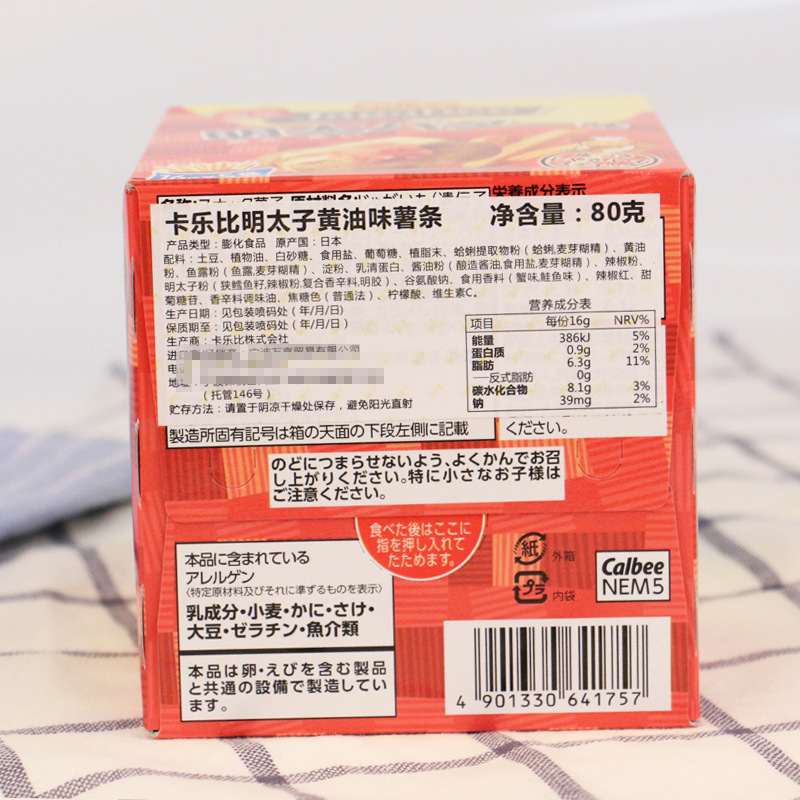 栄養成分表示
卡乐比明太子黄油味薯条 净含量：80克
产品类型：膨化食品 原产国：日本
配料：土豆、植物油、白砂糖、食用盐、葡萄糖、植脂末、蛤蜊提取物粉（蛤蜊,麦芽糊精）、黄油
粉、鱼露粉（鱼露,麦芽糊精）、淀粉、乳清蛋白、酱油粉（酿造酱油,食用盐,麦芽糊精）、辣椒粉、
明太子粉（狭鳕鱼籽,辣椒粉,复合香辛料,明胶）、谷氨酸钠、食用香料（蟹味,鲑鱼味）、辣椒红、甜
菊糖苷、香辛料调味油、焦糖色（普通法）、柠檬酸、维生素C。
生产日期：见包装喷码处（年/月/日）
保质期至：见包装喷码处（年/月/日）
生产商：卡乐比株式会社
（托管146号）
贮存方法：请置于阴凉干燥处保存，避免阳光直射
营养成分表
项目 每份16g NRV%
能量 386kJ 5%
蛋白质 0.9g 2%
脂肪 6.3g 11%
——反式脂肪 0g
碳水化合物 8.1g 3%
钠 39mg 2%
製造所固有記号は箱の天面の下段左側に記載
ください。
のどにつまらせないよう、よくかんでお召
し上がりください。特に小さなお子様は
ご注意ください。
食べた後はここに
指を押し入れて
たためます。
本品に含まれている
アレルゲン
〈特定原材料及びそれに準ずるものを表示〉
乳成分・小麦・かに・さけ・
大豆・ゼラチン・魚介類
本品は卵・えびを含む製品
と共通の設備で製造してい
ます。
紙 外箱
プラ 内袋
Calbee
NEM5
4 901330 641757